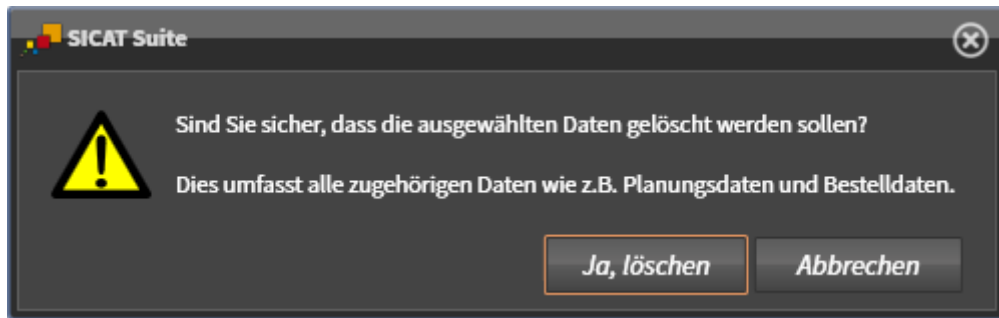 SICAT Suite
Sind Sie sicher, dass die ausgewählten Daten gelöscht werden sollen?
Dies umfasst alle zugehörigen Daten wie z.B. Planungsdaten und Bestelldaten.
Ja, löschen
Abbrechen